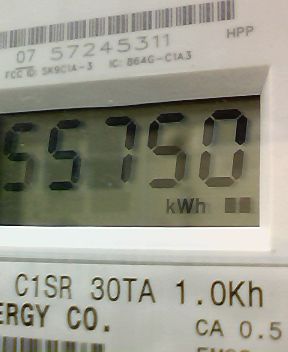 HPP
07 57245311
FCC ID: SK9C1A-3 IC: 864G-C1A3
55750
kWh
C1SR 30TA 1.0Kh
ERGY CO.
CA 0.5